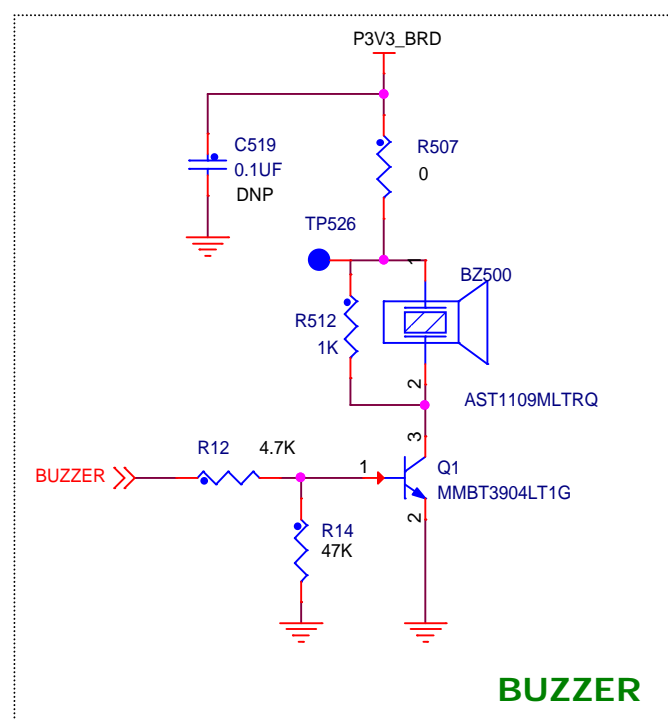 P3V3_BRD
C519
0.1UF
DNP
R507
0
TP526
1
BZ500
R512
1K
2
AST1109MLTRQ
3
R12 4.7K
BUZZER
1
Q1
MMBT3904LT1G
2
R14
47K
BUZZER